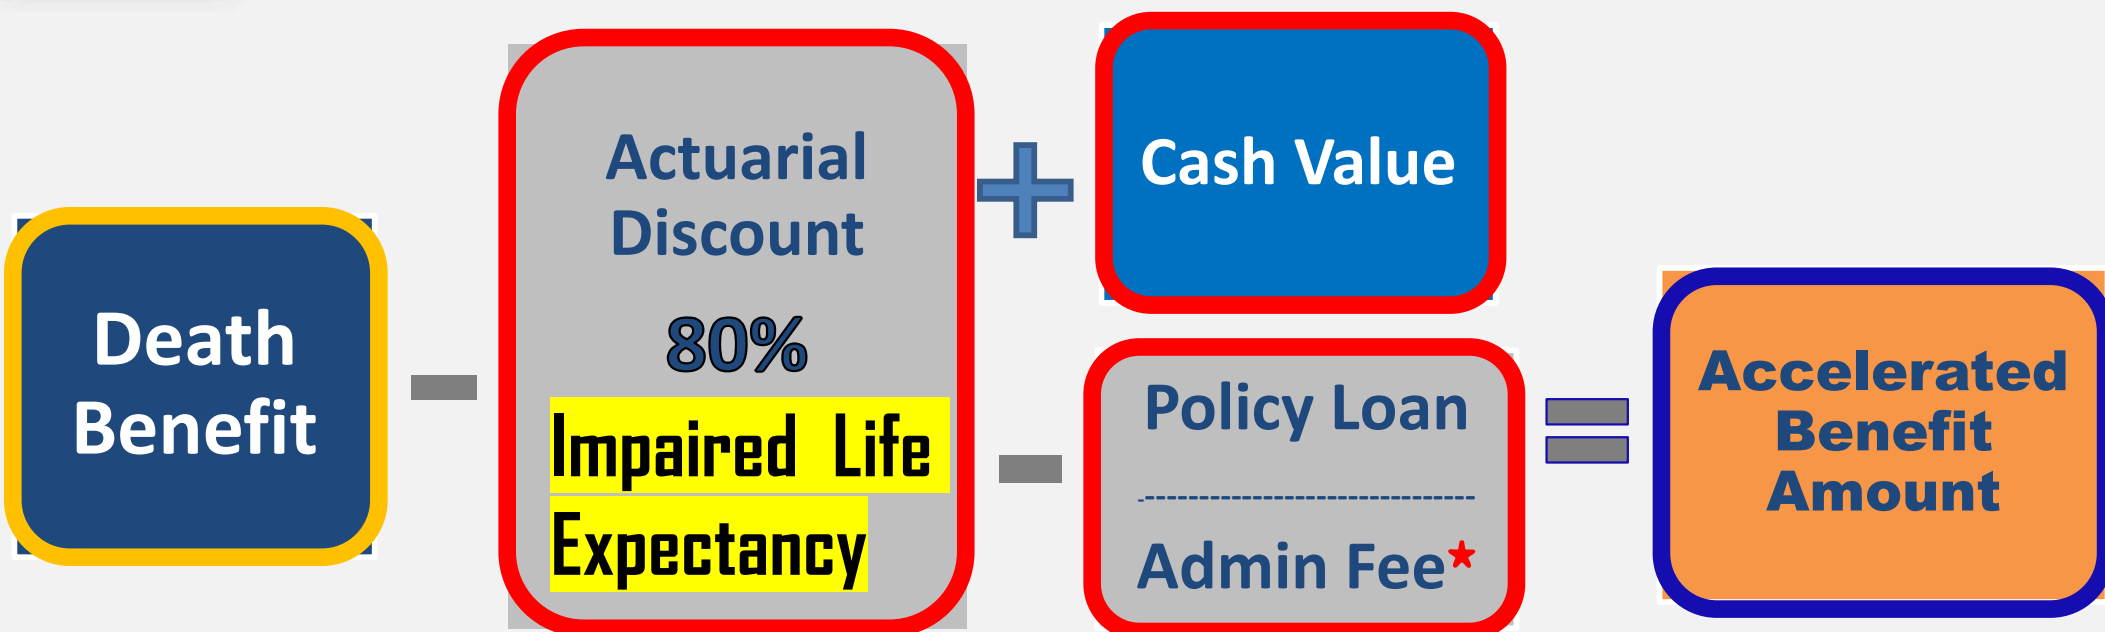 Death
Benefit
Actuarial
Discount
80%
Impaired Life
Expectancy
Cash Value
Policy Loan
------------------------------
Admin Fee*
Accelerated
Benefit
Amount